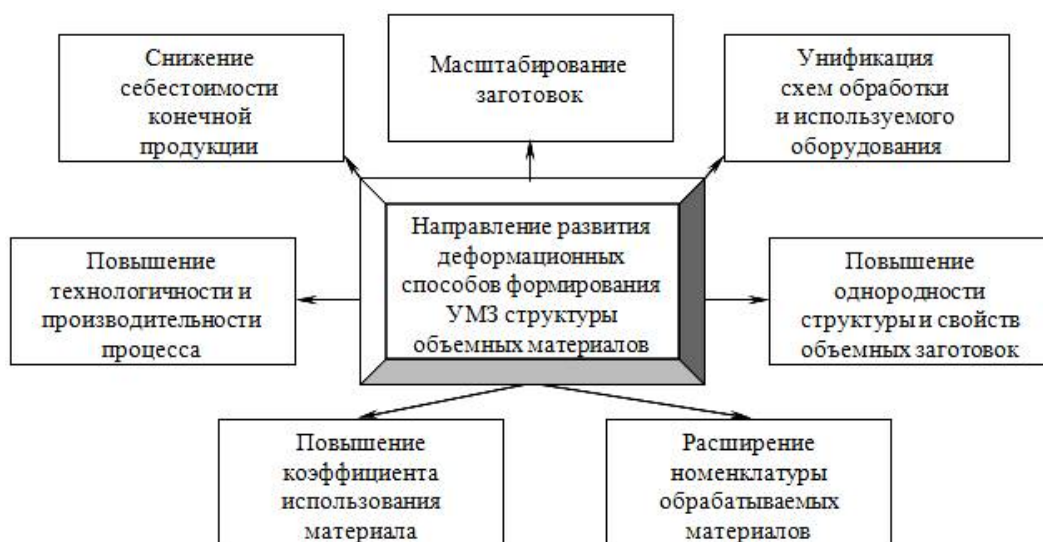 Снижение
себестоимости
конечной
продукции
Масштабирование
заготовок
Унификация
схем обработки
и используемого
оборудования
Повышение
технологичности и
производительности
процесса
Направление развития
деформационных
способов формирования
УМЗ структуры
объемных материалов
Повышение
однородности
структуры и свойств
объемных заготовок
Повышение
коэффициента
использования
материала
Расширение
номенклатуры
обрабатываемых
материалов